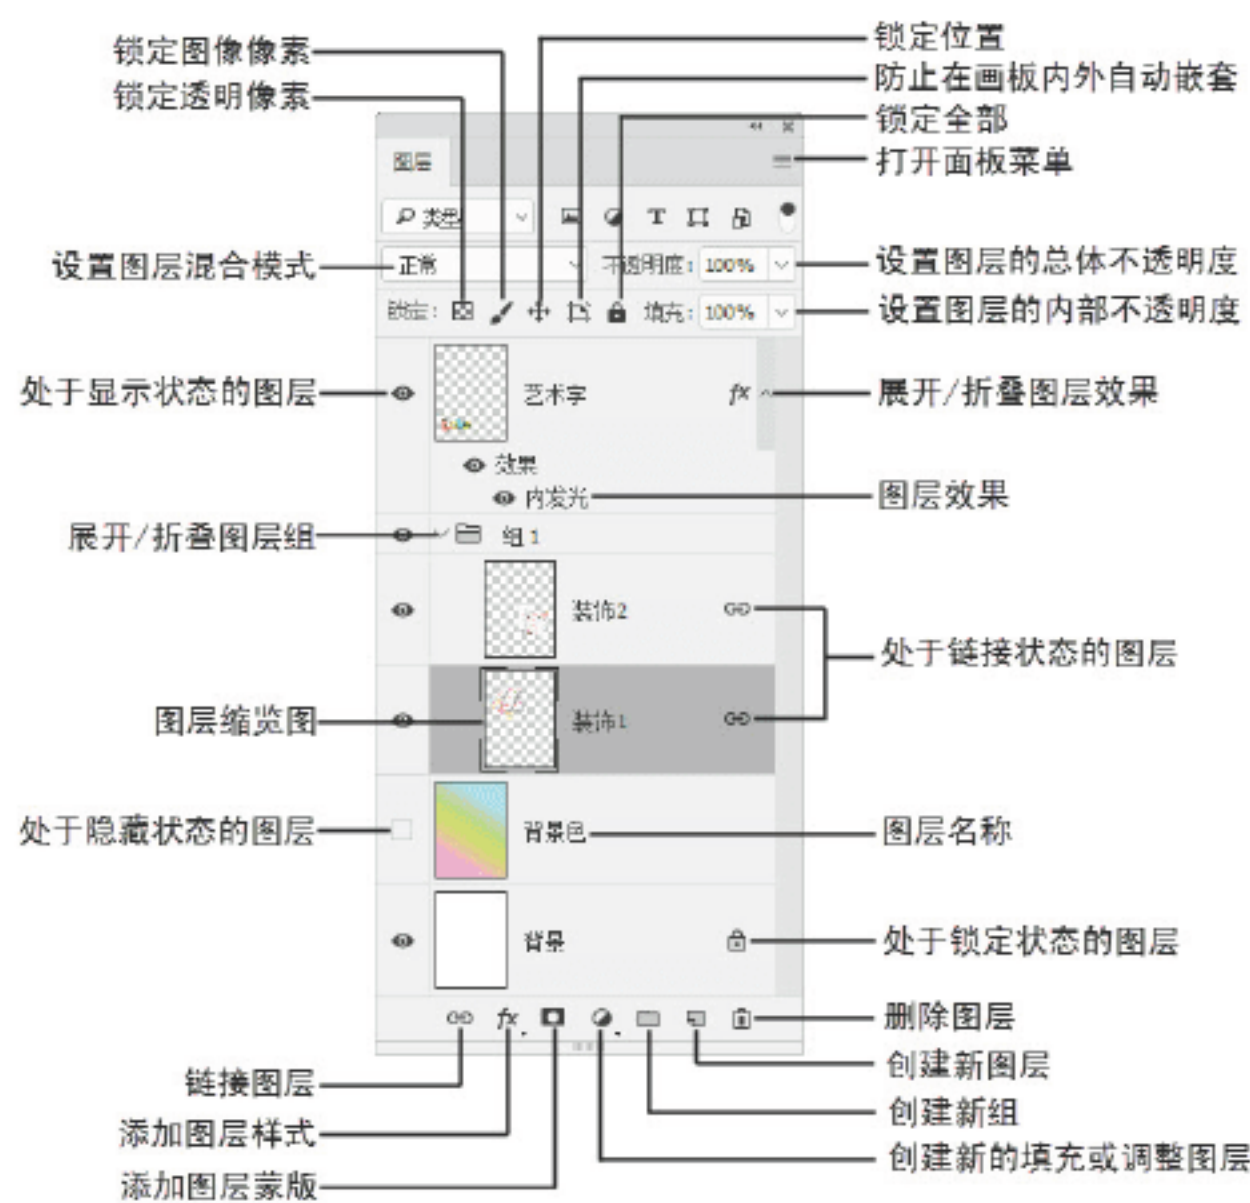 锁定图像像素
锁定透明像素
锁定位置
防止在画板内外自动嵌套
锁定全部
打开面板菜单
图层
类型
T
设置图层混合模式
正常
不透明度: 100%
设置图层的总体不透明度
锁定:
填充: 100%
设置图层的内部不透明度
处于显示状态的图层
艺术字
fx
展开/折叠图层效果
效果
内发光
图层效果
展开/折叠图层组
组 1
装饰2
处于链接状态的图层
图层缩览图
装饰1
处于隐藏状态的图层
背景色
图层名称
背景
处于锁定状态的图层
fx
删除图层
创建新图层
链接图层
创建新组
添加图层样式
创建新的填充或调整图层
添加图层蒙版